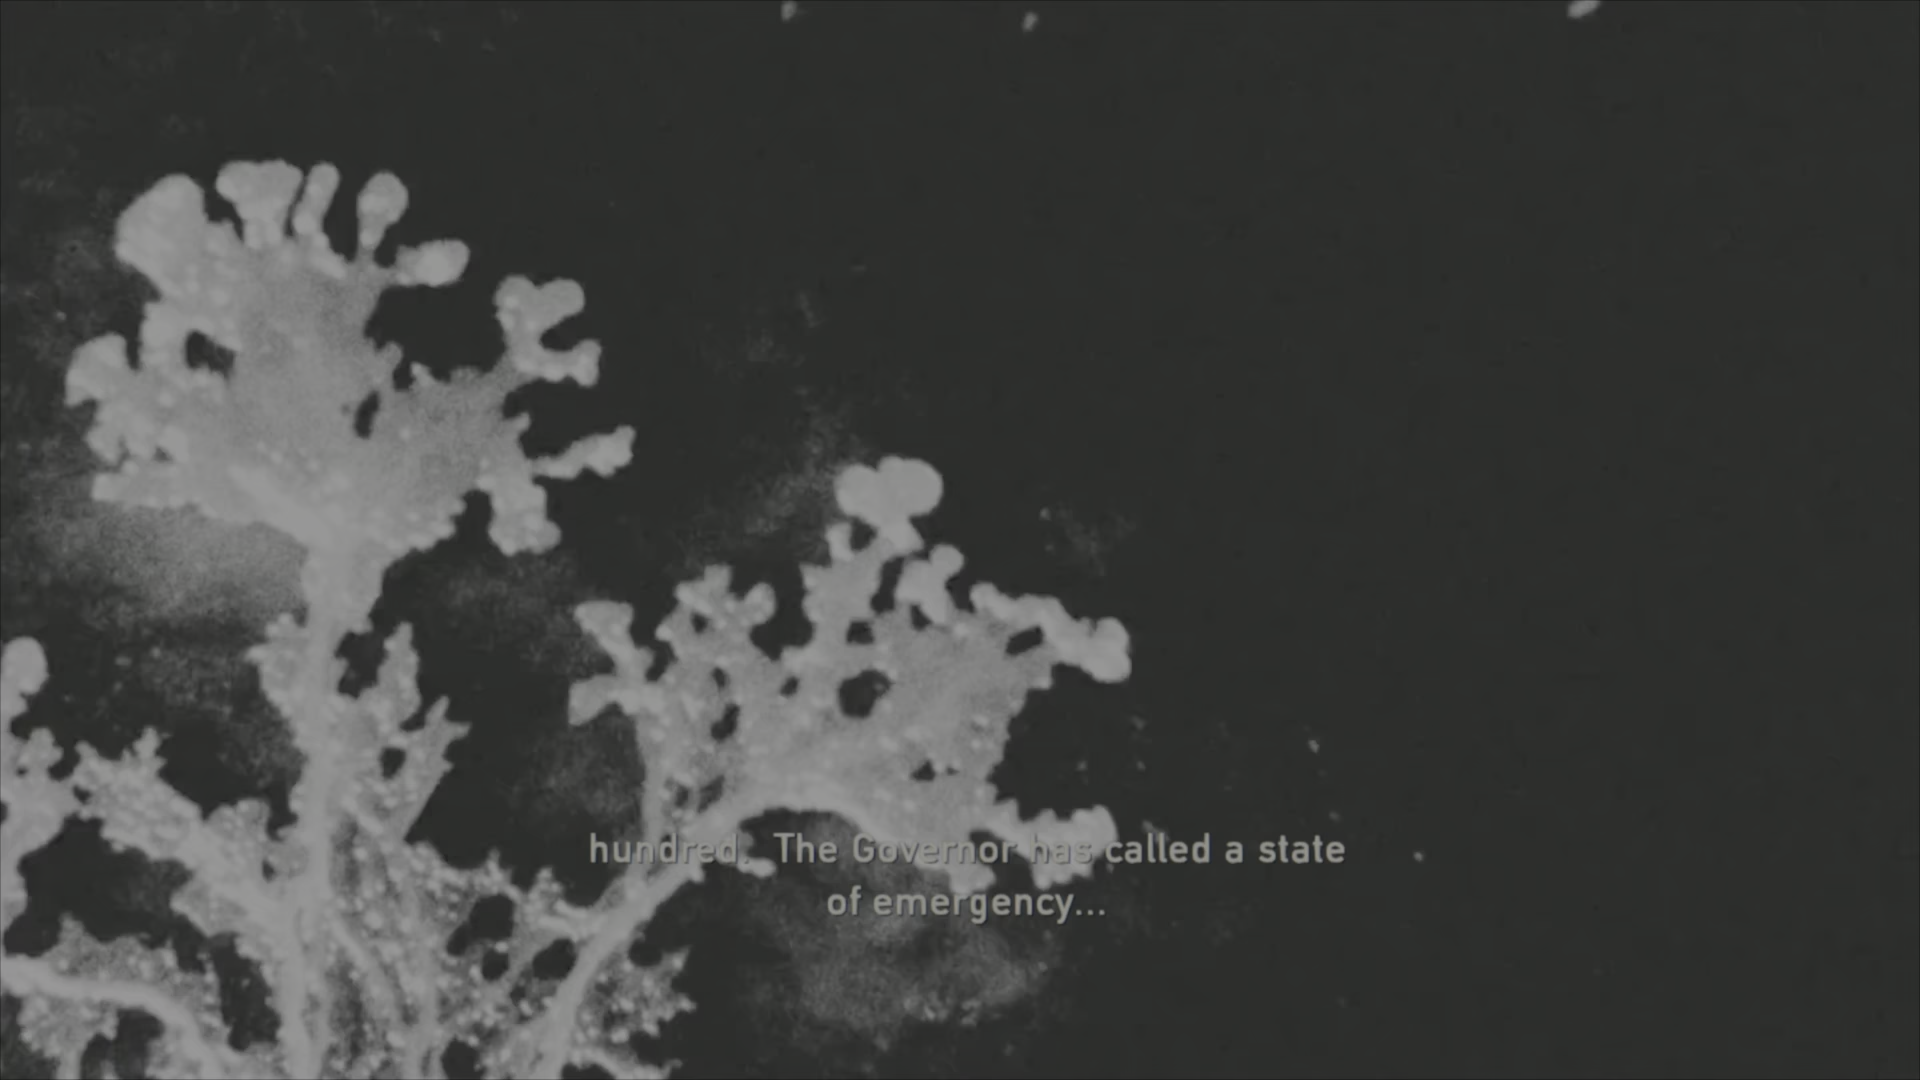 hundred.  The Governor has called a state
of emergency...